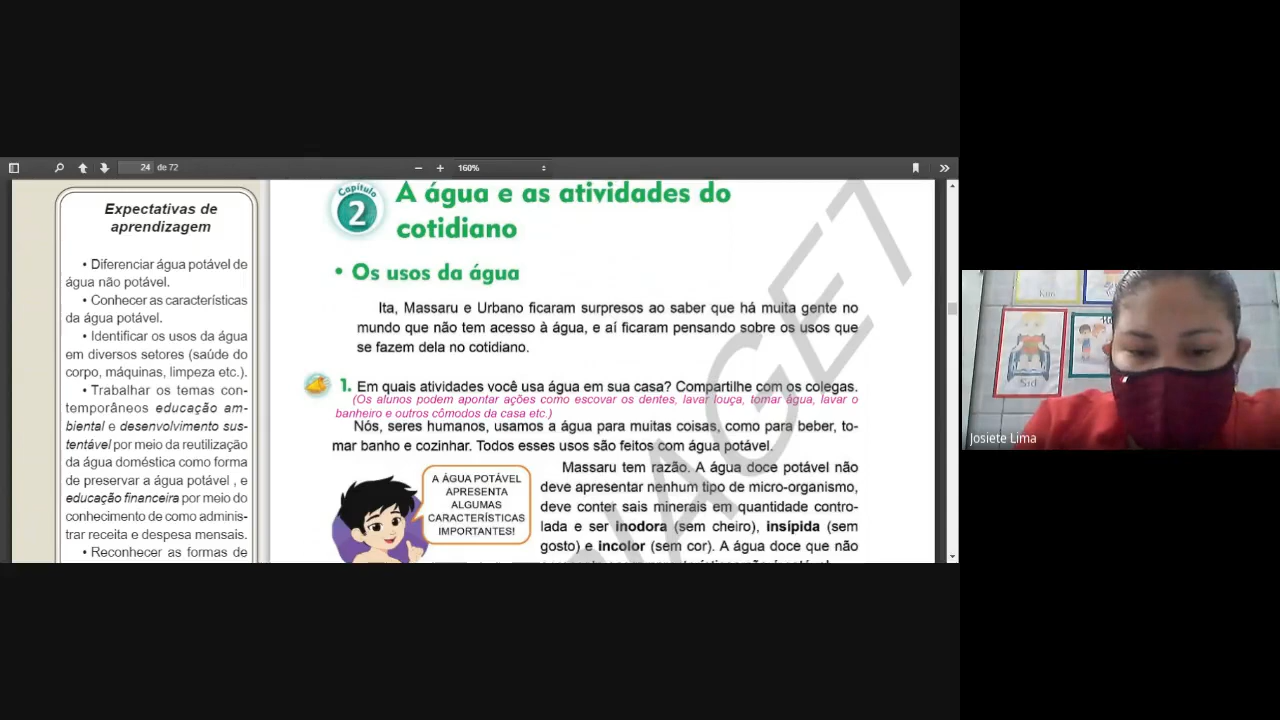 24 de 72
160%
Expectativas de
aprendizagem
• Diferenciar água potável de
água não potável.
• Conhecer as características
da água potável.
• Identificar os usos da água
em diversos setores (saúde do
corpo, máquinas, limpeza etc.).
• Trabalhar os temas con-
temporâneos educação am-
biental e desenvolvimento sus-
tentável por meio da reutilização
da água doméstica como forma
de preservar a água potável , e
educação financeira por meio do
conhecimento de como adminis-
trar receita e despesa mensais.
• Reconhecer as formas de
Capítulo
2
A água e as atividades do
cotidiano
• Os usos da água
Ita, Massaru e Urbano ficaram surpresos ao saber que há muita gente no
mundo que não tem acesso à água, e aí ficaram pensando sobre os usos que
se fazem dela no cotidiano.
1. Em quais atividades você usa água em sua casa? Compartilhe com os colegas.
(Os alunos podem apontar ações como escovar os dentes, lavar louça, tomar água, lavar o
banheiro e outros cômodos da casa etc.)
Nós, seres humanos, usamos a água para muitas coisas, como para beber, to-
mar banho e cozinhar. Todos esses usos são feitos com água potável.
A ÁGUA POTÁVEL
APRESENTA
ALGUMAS
CARACTERÍSTICAS
IMPORTANTES!
Massaru tem razão. A água doce potável não
deve apresentar nenhum tipo de micro-organismo,
deve conter sais minerais em quantidade contro-
lada e ser inodora (sem cheiro), insípida (sem
gosto) e incolor (sem cor). A água doce que não
Sid
Josiete Lima